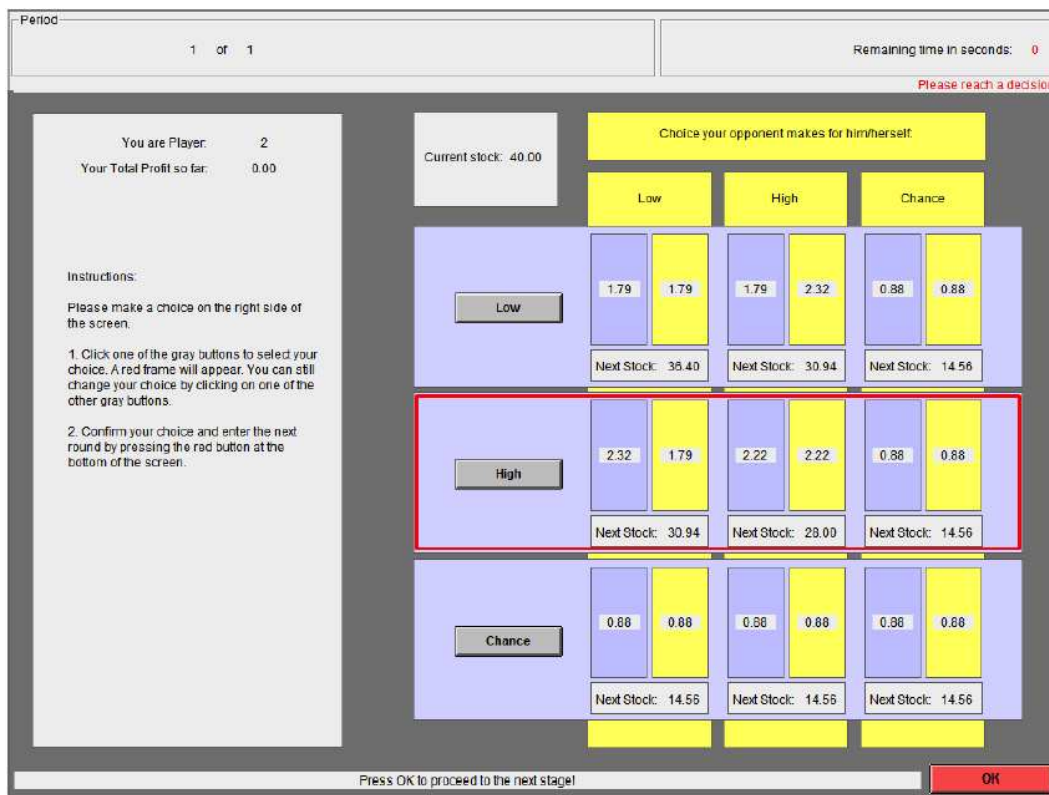 Period
1 of 1
Remaining time in seconds: 0
Please reach a decision
You are Player: 2
Your Total Profit so far: 0.00
Instructions:
Please make a choice on the right side of
the screen.
1. Click one of the gray buttons to select your
choice. A red frame will appear. You can still
change your choice by clicking on one of the
other gray buttons.
2. Confirm your choice and enter the next
round by pressing the red button at the
bottom of the screen.
Current stock: 40.00
Choice your opponent makes for him/herself:
Low High Chance
Low
1.79 1.79 1.79 2.32 0.88 0.88
Next Stock: 36.40 Next Stock: 30.94 Next Stock: 14.56
High
2.32 1.79 2.22 2.22 0.88 0.88
Next Stock: 30.94 Next Stock: 28.00 Next Stock: 14.56
Chance
0.88 0.88 0.88 0.88 0.88 0.88
Next Stock: 14.56 Next Stock: 14.56 Next Stock: 14.56
Press OK to proceed to the next stage!
OK